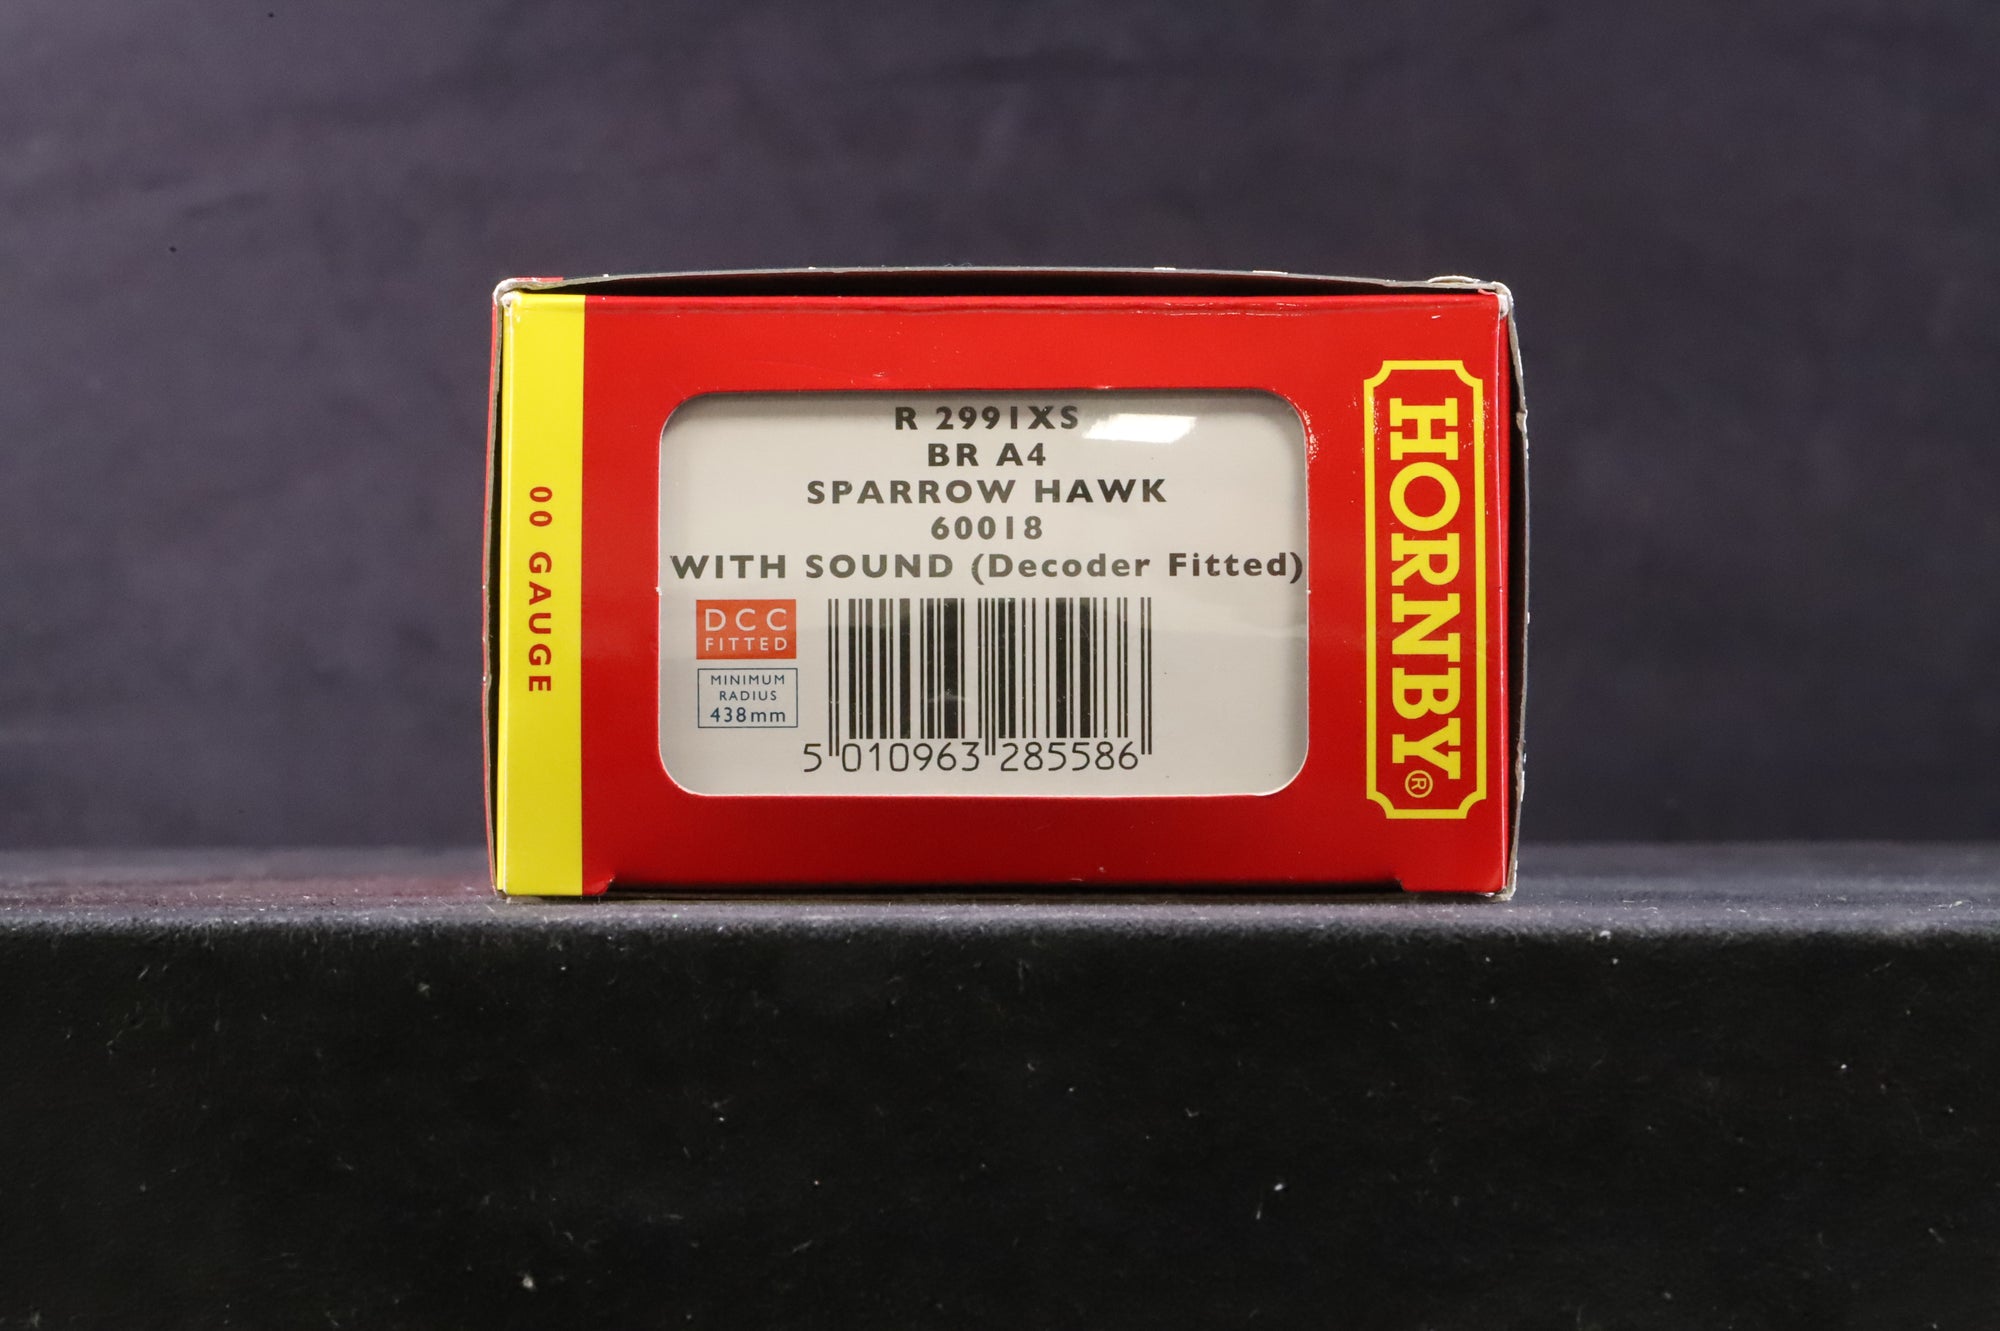 00 GAUGE
R 2991XS
BR A4
SPARROW HAWK
60018
WITH SOUND (Decoder Fitted)
DCC
FITTED
MINIMUM
RADIUS
438mm
5 010963 285586
HORNBY®